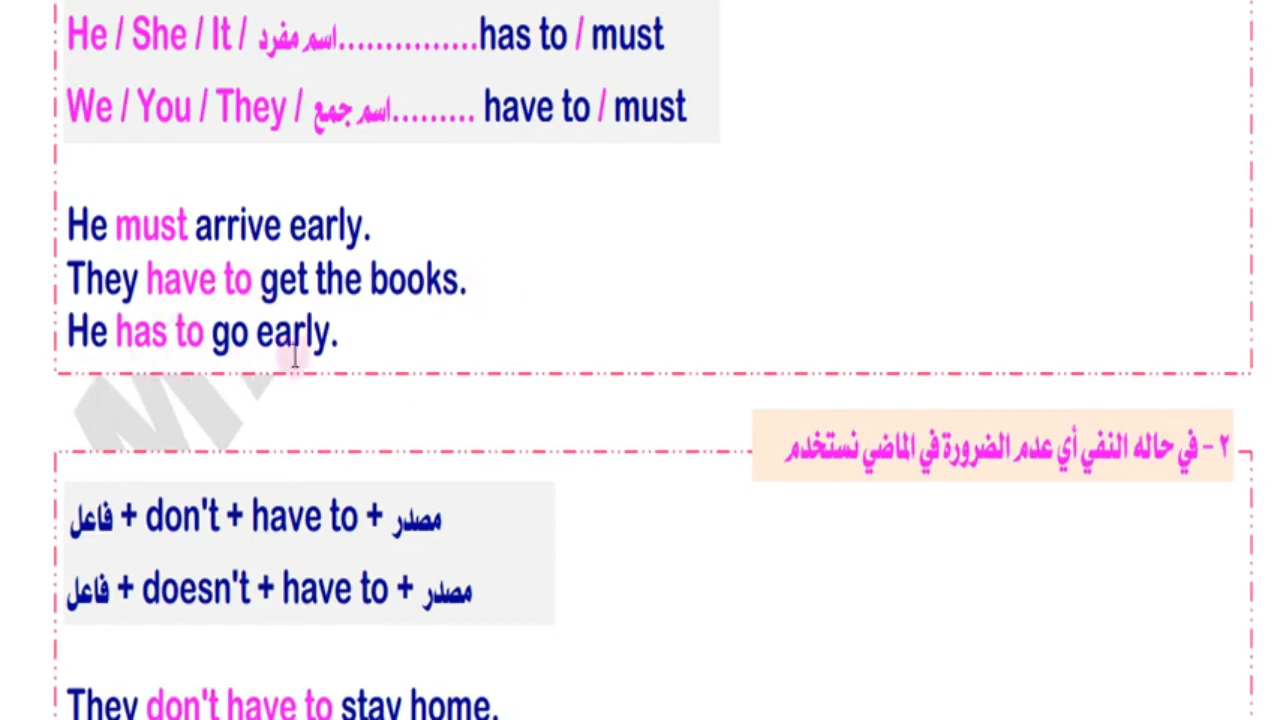 He / She / It / اسم مفرد...............has to / must
We / You / They / اسم جمع......... have to / must
He must arrive early.
They have to get the books.
He has to go early.
٢ - في حاله النفي أي عدم الضرورة في الماضي نستخدم
فاعل + don't + have to + مصدر
فاعل + doesn't + have to + مصدر
They don't have to stay home.